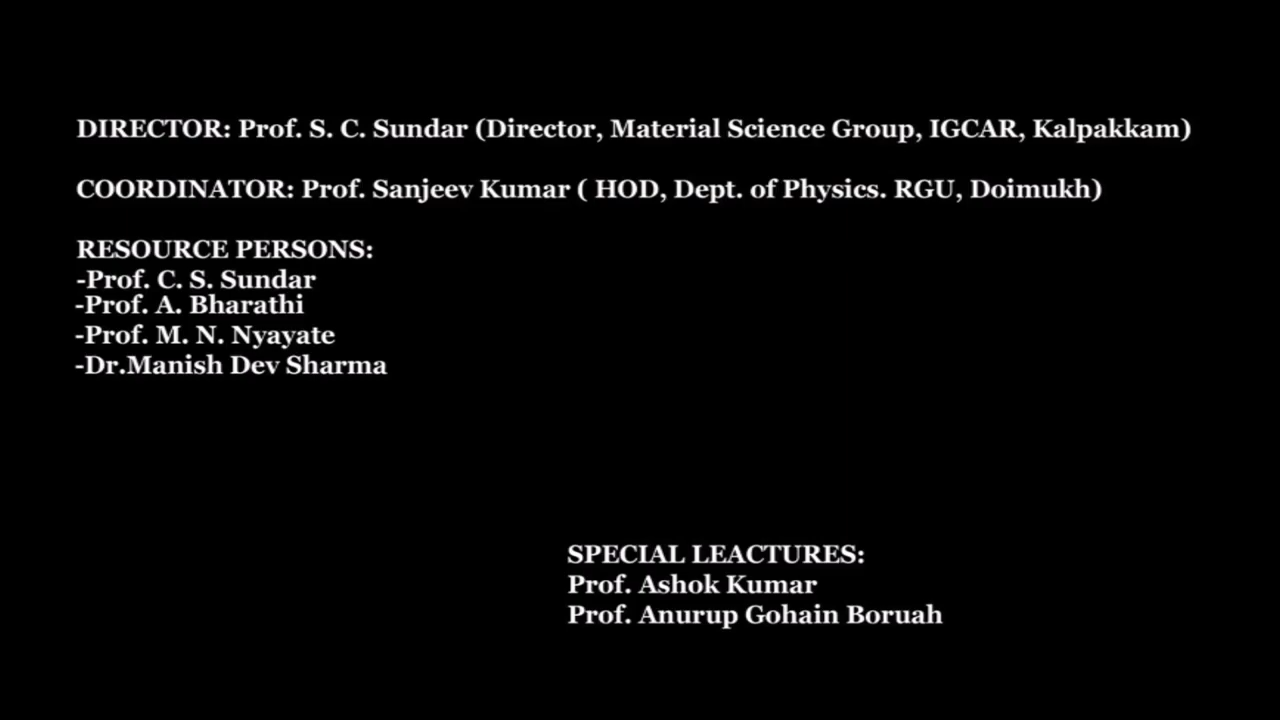 DIRECTOR: Prof. S. C. Sundar (Director, Material Science Group, IGCAR, Kalpakkam)
COORDINATOR: Prof. Sanjeev Kumar ( HOD, Dept. of Physics. RGU, Doimukh)
RESOURCE PERSONS:
-Prof. C. S. Sundar
-Prof. A. Bharathi
-Prof. M. N. Nyayate
-Dr.Manish Dev Sharma
SPECIAL LEACTURES:
Prof. Ashok Kumar
Prof. Anurup Gohain Boruah